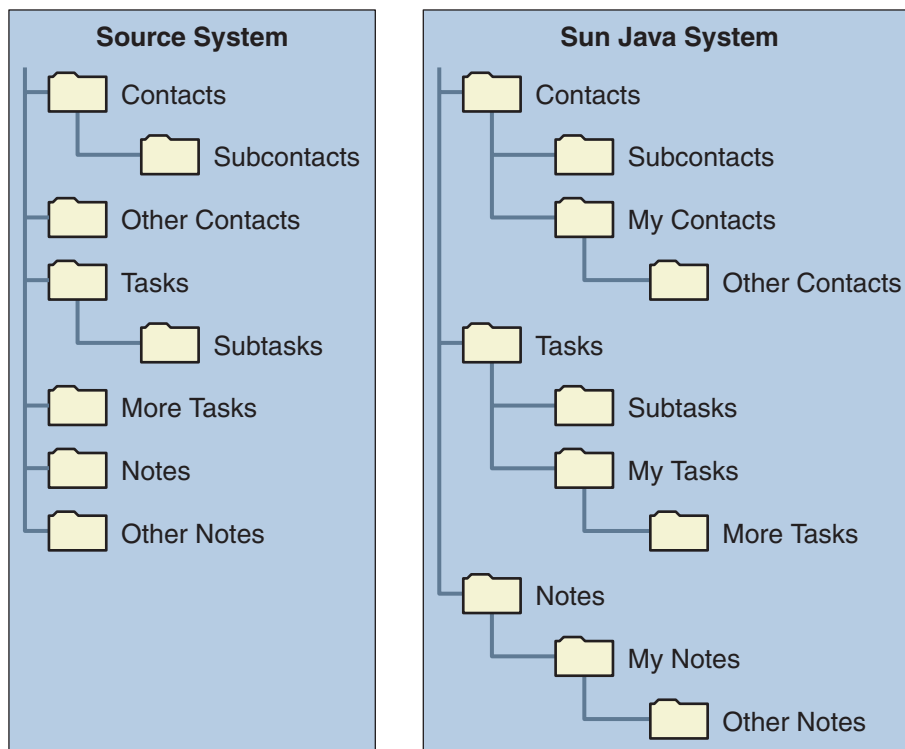 Source System
Contacts
Subcontacts
Other Contacts
Tasks
Subtasks
More Tasks
Notes
Other Notes
Sun Java System
Contacts
Subcontacts
My Contacts
Other Contacts
Tasks
Subtasks
My Tasks
More Tasks
Notes
My Notes
Other Notes